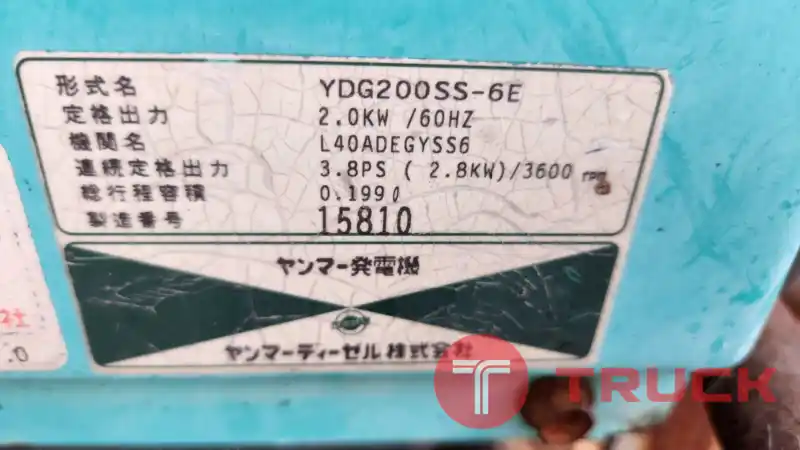 形式名 YDG200SS-6E
定格出力 2.0KW /60HZ
機関名 L40ADEGYSS6
連続定格出力 3.8PS ( 2.8KW)/3600 rpm
総行程容積 0.199ℓ
製造番号 15810
ヤンマー発電機
ヤンマーディーゼル株式会社
社
.0
T TRUCK